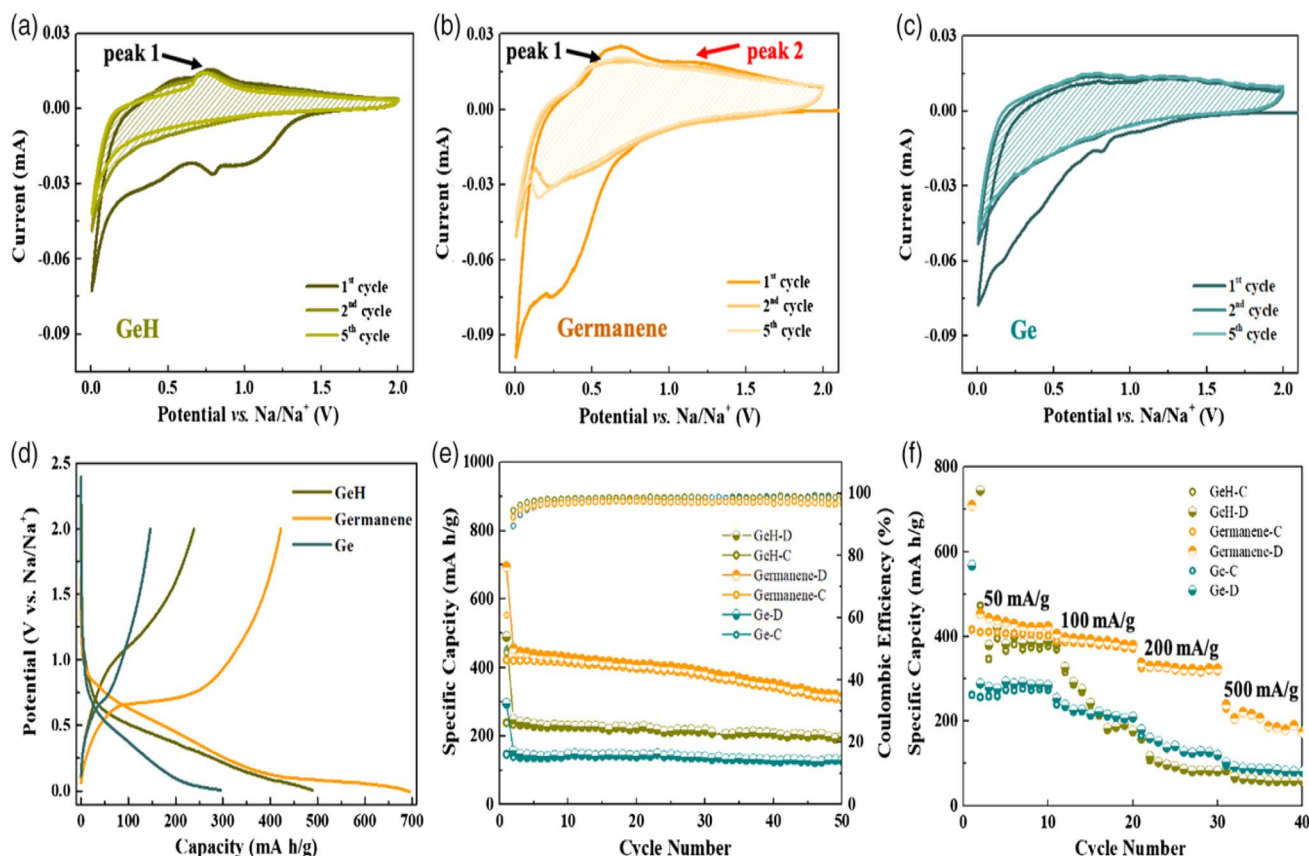 (a)
0.03
0.00
-0.03
-0.06
-0.09
Current (mA)
peak 1
1st cycle
2nd cycle
5th cycle
GeH
0.0 0.5 1.0 1.5 2.0
Potential vs. Na/Na+ (V)
(b)
0.03
0.00
-0.03
-0.06
-0.09
Current (mA)
peak 1
peak 2
1st cycle
2nd cycle
5th cycle
Germanene
0.0 0.5 1.0 1.5 2.0
Potential vs. Na/Na+ (V)
(c)
0.03
0.00
-0.03
-0.06
-0.09
Current (mA)
1st cycle
2nd cycle
5th cycle
Ge
0.0 0.5 1.0 1.5 2.0
Potential vs. Na/Na+ (V)
(d)
2.5
2.0
1.5
1.0
0.5
0.0
Potential (V vs. Na/Na+)
GeH
Germanene
Ge
0 100 200 300 400 500 600 700
Capacity (mA h/g)
(e)
1000
900
800
700
600
500
400
300
200
100
0
Specific Capcity (mA h/g)
GeH-D
GeH-C
Germanene-D
Germanene-C
Ge-D
Ge-C
100
80
60
40
20
0
Coulombic Efficiency (%)
0 10 20 30 40 50
Cycle Number
(f)
800
600
400
200
0
Specific Capacity (mA h/g)
GeH-C
GeH-D
Germanene-C
Germanene-D
Ge-C
Ge-D
50 mA/g
100 mA/g
200 mA/g
500 mA/g
0 10 20 30 40
Cycle Number